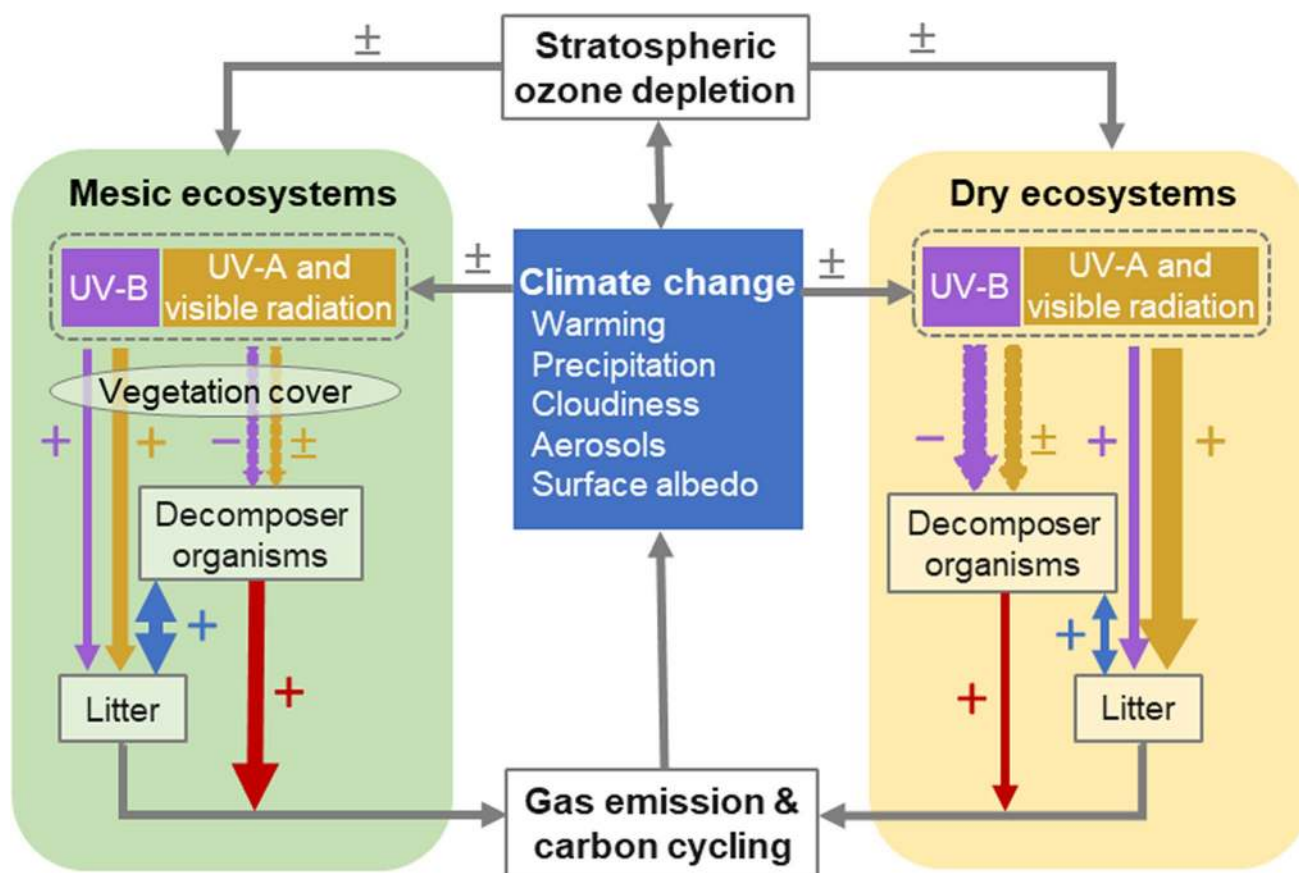 ±
Stratospheric
ozone depletion
±
Mesic ecosystems
UV-B
UV-A and
visible radiation
±
Climate change
Warming
Precipitation
Cloudiness
Aerosols
Surface albedo
±
Dry ecosystems
UV-B
UV-A and
visible radiation
Vegetation cover
+
+
−
±
Decomposer
organisms
+
Litter
+
−
±
+
+
Decomposer
organisms
+
Litter
+
Gas emission &
carbon cycling